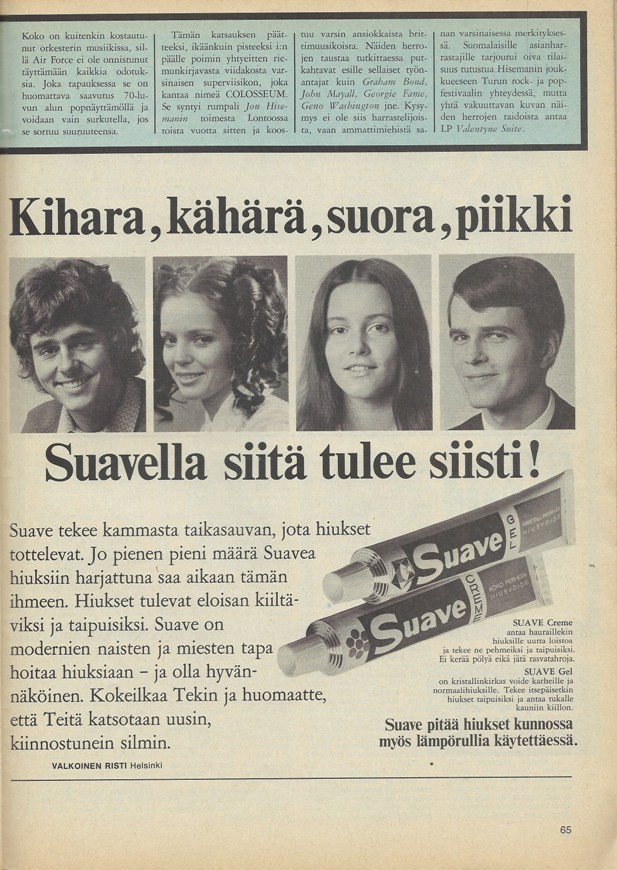 Koko on kuitenkin kostautu-
nut orkesterin musiikissa, sil-
lä Air Force ei ole onnistunut
täyttämään kaikkia odotuk-
sia. Joka tapauksessa se on
huomattava saavutus 70-lu-
vun alun popnäyttämöllä ja
voidaan vain surkutella, jos
se sortuu suuruuteensa.
Tämän katsauksen päät-
teeksi, ikäänkuin pisteeksi i:n
päälle poimin yhtyeitten rie-
munkirjavasta viidakosta var-
sinaisen superviisikon, joka
kantaa nimeä COLOSSEUM.
Se syntyi rumpali Jon Hise-
manin toimesta Lontoossa
toista vuotta sitten ja koos-
tuu varsin ansiokkaista brit-
timuusikoista. Näiden herro-
jen taustaa tutkittaessa put-
kahtavat esille sellaiset työn-
antajat kuin Graham Bond,
John Mayall, Georgie Fame,
Geno Washington jne. Kysy-
mys ei ole siis harrastelijois-
ta, vaan ammattimiehistä sa-
nan varsinaisessa merkitykses-
sä. Suomalaisille asianhar-
rastajille tarjoutui oiva tilai-
suus tutustua Hisemanin jouk-
kueeseen Turun rock- ja pop-
festivaalin yhteydessä, mutta
yhtä vakuuttavan kuvan näi-
den herrojen taidoista antaa
LP Valentyne Suite.
Kihara, kähärä, suora, piikki
Suavella siitä tulee siisti!
Suave tekee kammasta taikasauvan, jota hiukset
tottelevat. Jo pienen pieni määrä Suavea
hiuksiin harjattuna saa aikaan tämän
ihmeen. Hiukset tulevat eloisan kiiltä-
viksi ja taipuisiksi. Suave on
modernien naisten ja miesten tapa
hoitaa hiuksiaan – ja olla hyvän-
näköinen. Kokeilkaa Tekin ja huomaatte,
että Teitä katsotaan uusin,
kiinnostunein silmin.
VALKOINEN RISTI Helsinki
Suave
GEL
HIUSVOIDE
Suave
CREME
KOKO PERHEEN
HIUSVOIDE
SUAVE Creme
antaa hauraillekin
hiuksille uutta loistoa
ja tekee ne pehmeiksi ja taipuisiksi.
Ei kerää pölyä eikä jätä rasvatahroja.
SUAVE Gel
on kristallinkirkas voide karheille ja
normaalihiuksille. Tekee itsepäisetkin
hiukset taipuisiksi ja antaa tukalle
kauniin kiillon.
Suave pitää hiukset kunnossa
myös lämpörullia käytettäessä.
65